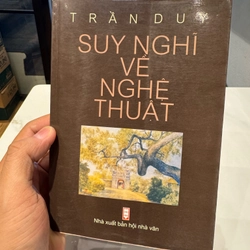 TRẦN DUY
SUY NGHĨ
VỀ
NGHỆ
THUẬT
Nhà xuất bản hội nhà văn